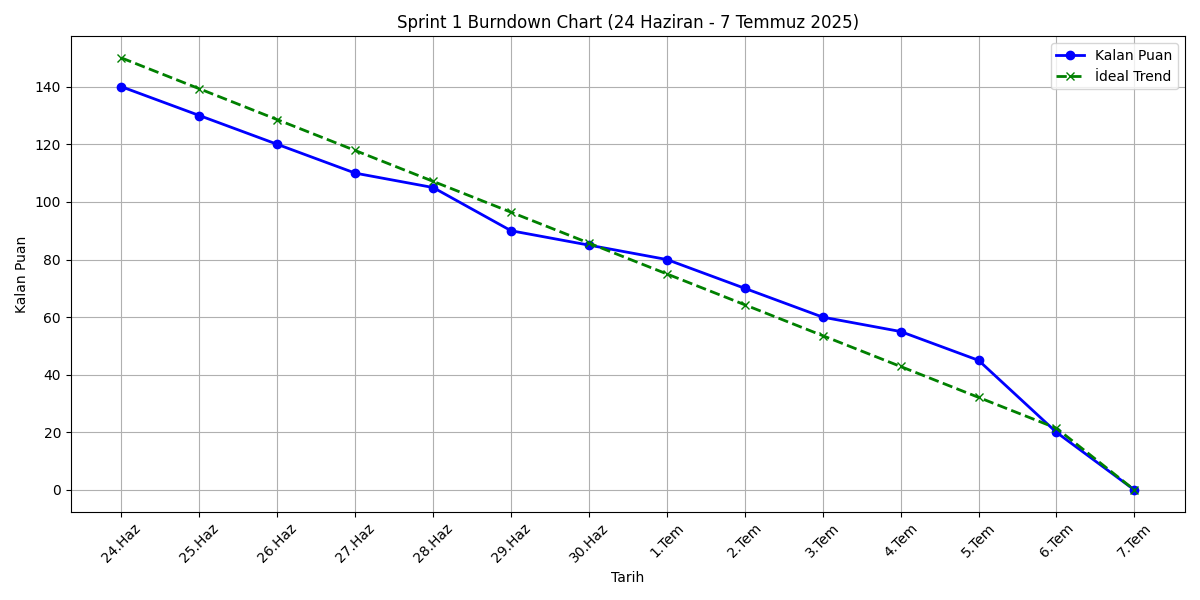 Sprint 1 Burndown Chart (24 Haziran - 7 Temmuz 2025)
Kalan Puan
İdeal Trend
Kalan Puan
140
120
100
80
60
40
20
0
24.Haz
25.Haz
26.Haz
27.Haz
28.Haz
29.Haz
30.Haz
1.Tem
2.Tem
3.Tem
4.Tem
5.Tem
6.Tem
7.Tem
Tarih